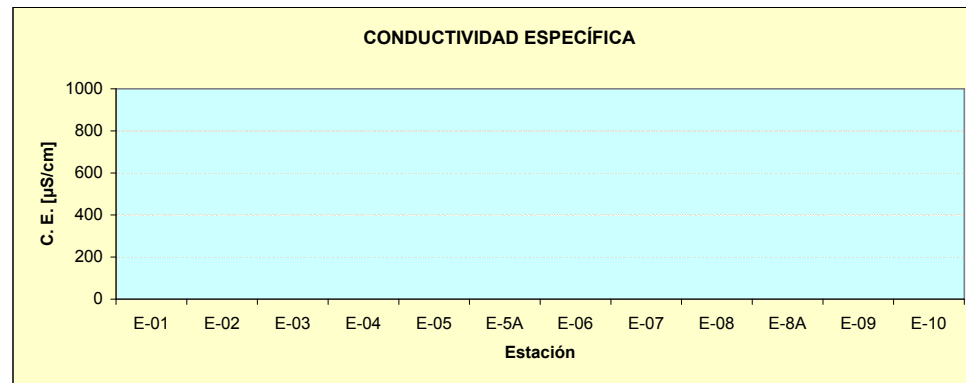 CONDUCTIVIDAD ESPECÍFICA
C. E. [µS/cm]
1000
800
600
400
200
0
E-01 E-02 E-03 E-04 E-05 E-5A E-06 E-07 E-08 E-8A E-09 E-10
Estación